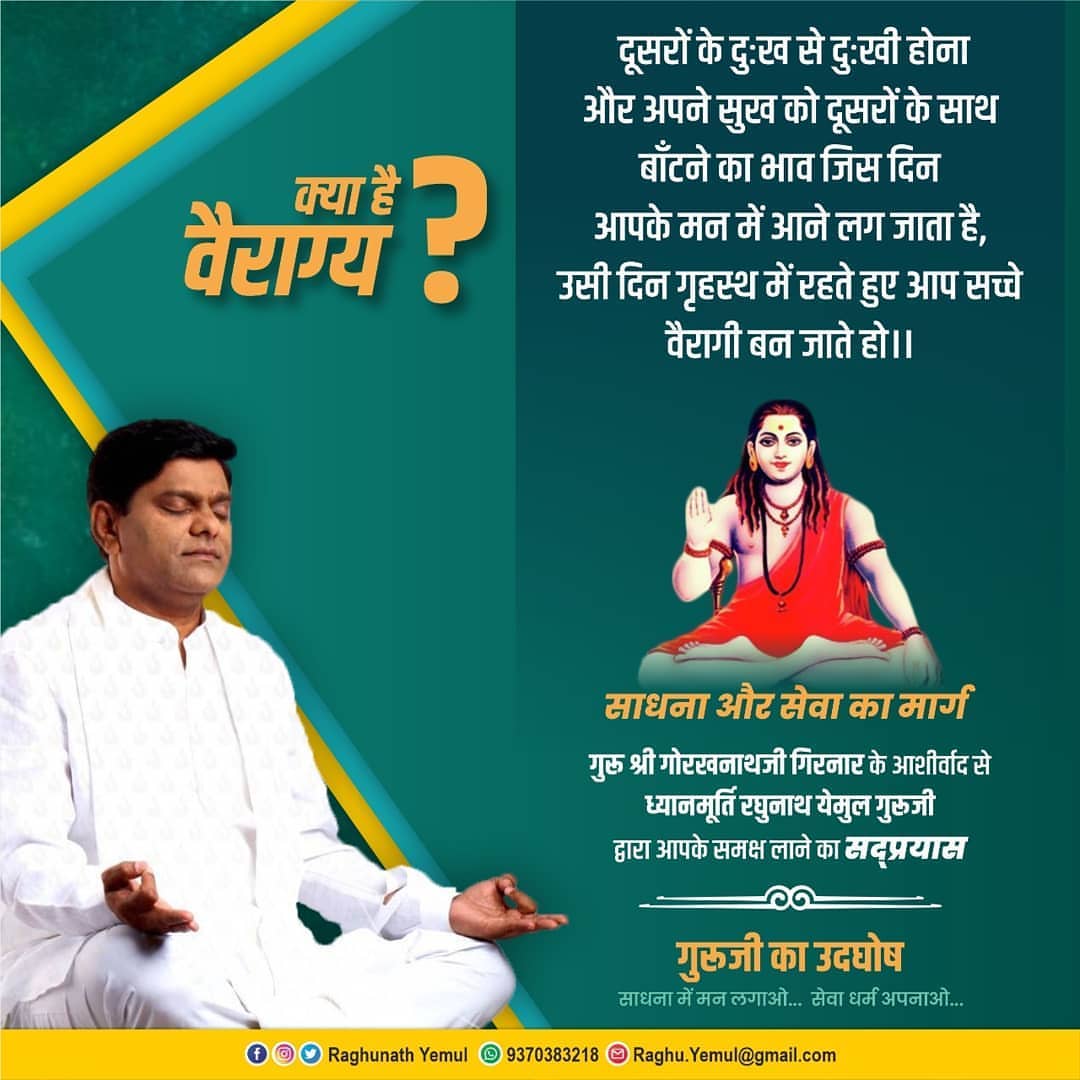 क्या है
वैराग्य ?
दूसरों के दुःख से दुःखी होना
और अपने सुख को दूसरों के साथ
बाँटने का भाव जिस दिन
आपके मन में आने लग जाता है,
उसी दिन गृहस्थ में रहते हुए आप सच्चे
वैरागी बन जाते हो।।
साधना और सेवा का मार्ग
गुरू श्री गोरखनाथजी गिरनार के आशीर्वाद से
ध्यानमूर्ति रघुनाथ येमुल गुरूजी
द्वारा आपके समक्ष लाने का सद्प्रयास
गुरूजी का उदघोष
साधना में मन लगाओ... सेवा धर्म अपनाओ...
Raghunath Yemul 9370383218 Raghu.Yemul@gmail.com